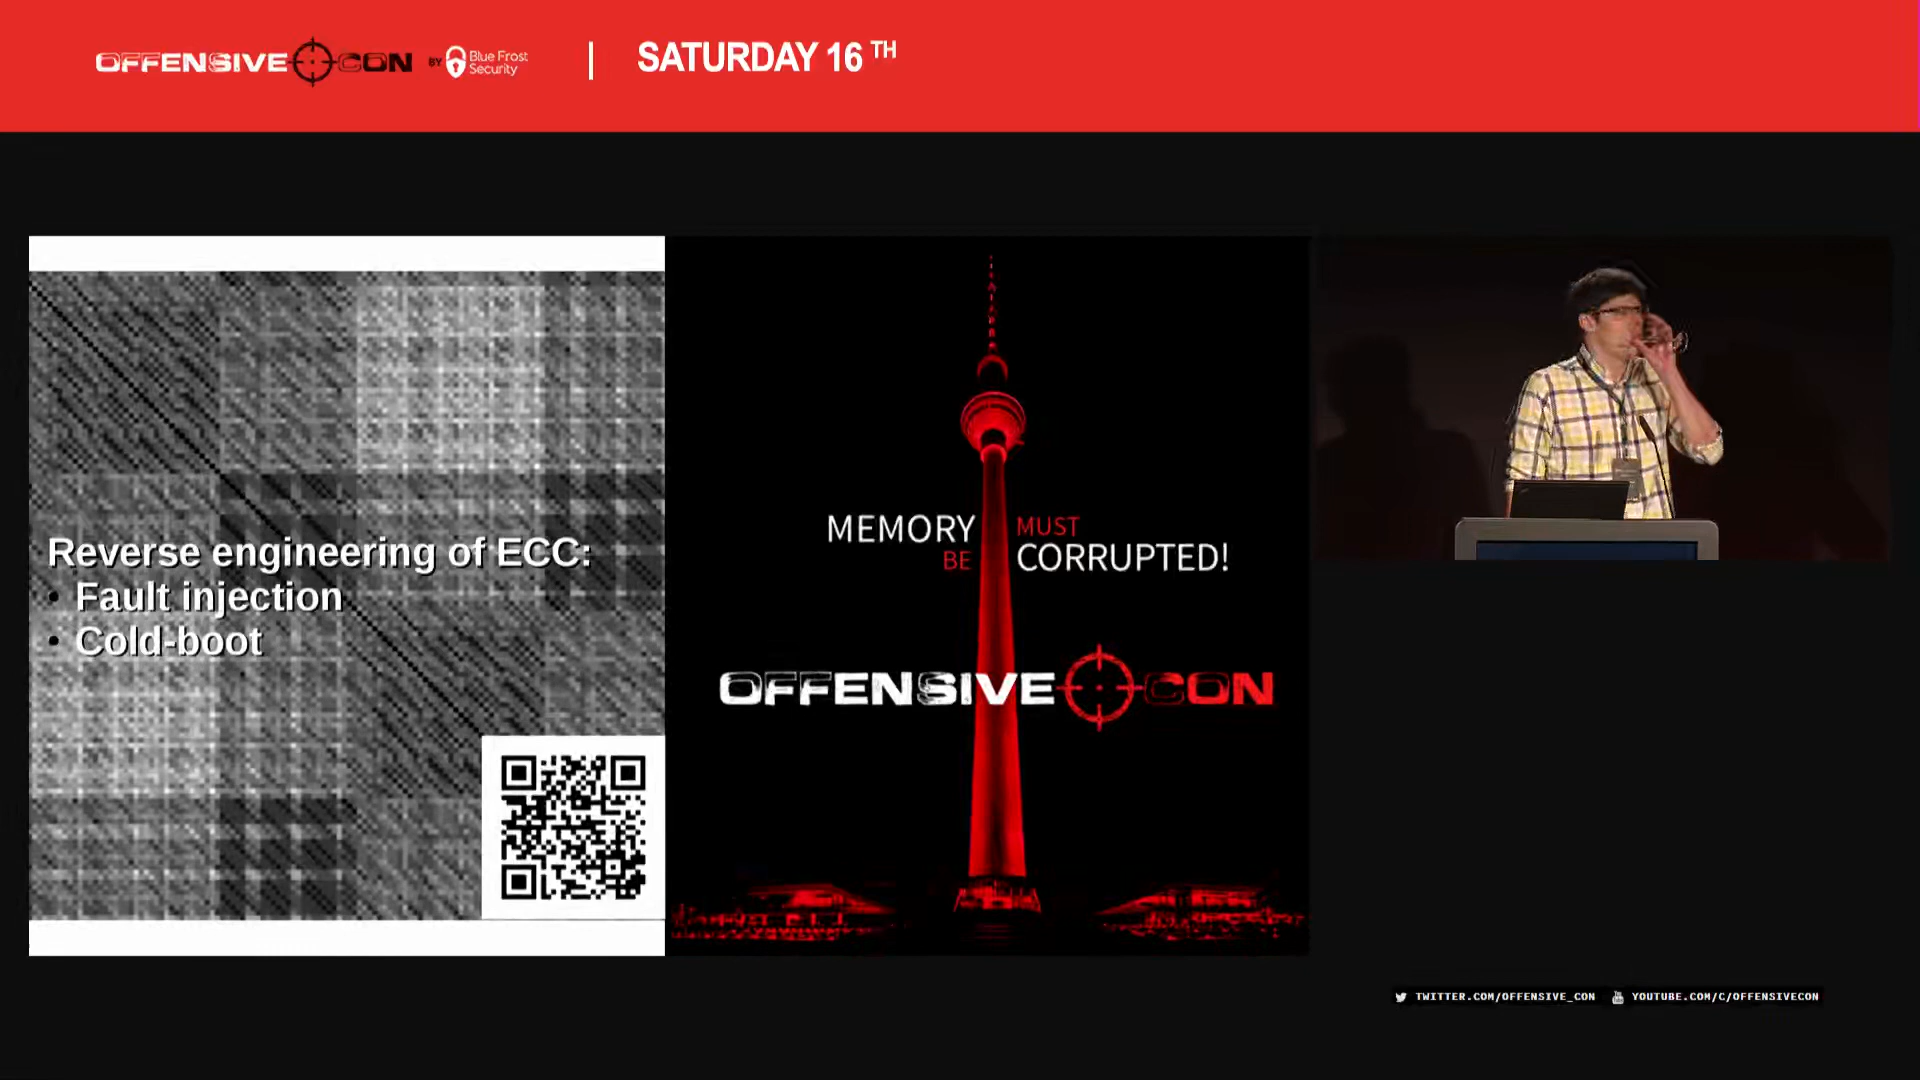 OFFENSIVE CON BY Blue Frost Security
SATURDAY 16 TH
Reverse engineering of ECC:
• Fault injection
• Cold-boot
MEMORY MUST
BE CORRUPTED!
OFFENSIVE CON
TWITTER.COM/OFFENSIVE_CON YOUTUBE.COM/C/OFFENSIVECON